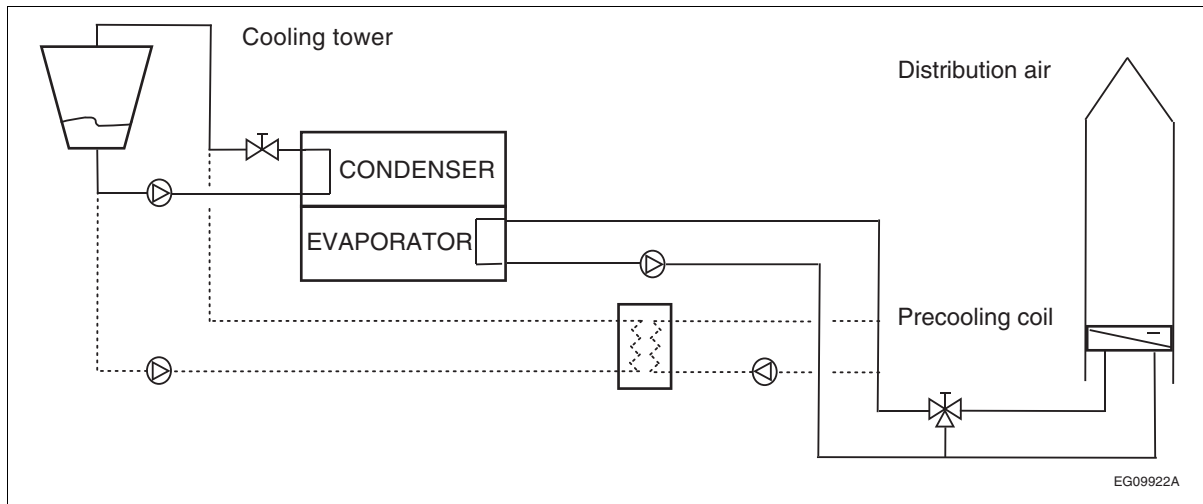 Cooling tower
Distribution air
CONDENSER
EVAPORATOR
Precooling coil
EG09922A